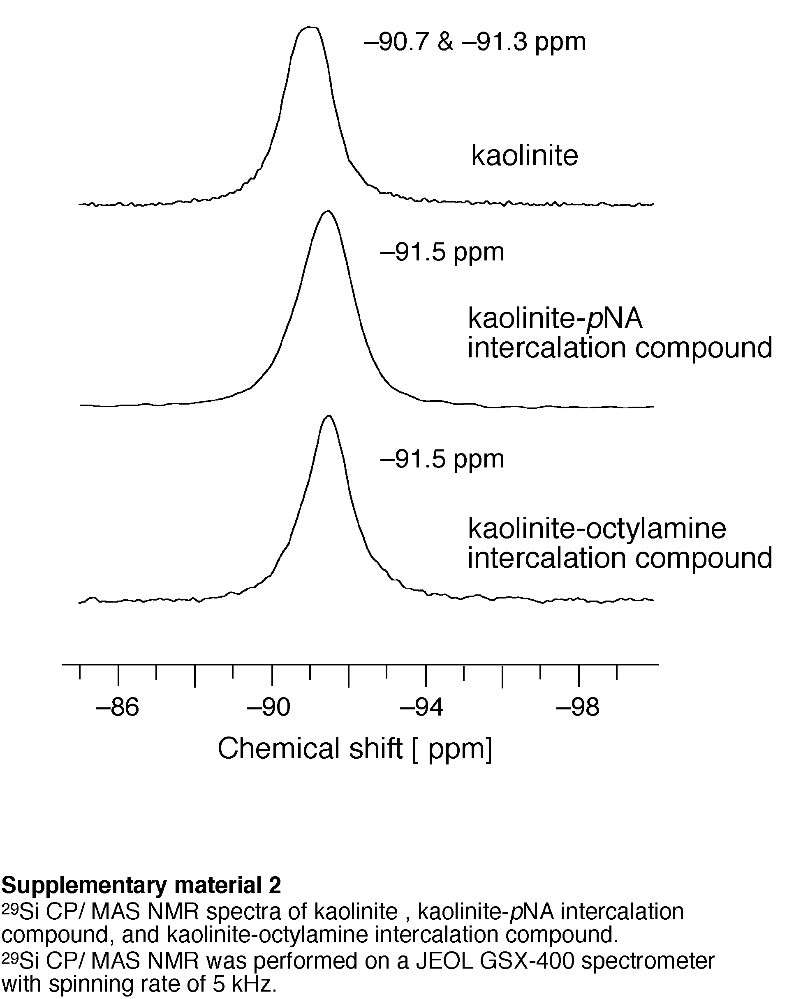 –90.7 & –91.3 ppm
kaolinite
–91.5 ppm
kaolinite-pNA
intercalation compound
–91.5 ppm
kaolinite-octylamine
intercalation compound
–86 –90 –94 –98
Chemical shift [ ppm]
Supplementary material 2
²⁹Si CP/ MAS NMR spectra of kaolinite , kaolinite-pNA intercalation
compound, and kaolinite-octylamine intercalation compound.
²⁹Si CP/ MAS NMR was performed on a JEOL GSX-400 spectrometer
with spinning rate of 5 kHz.